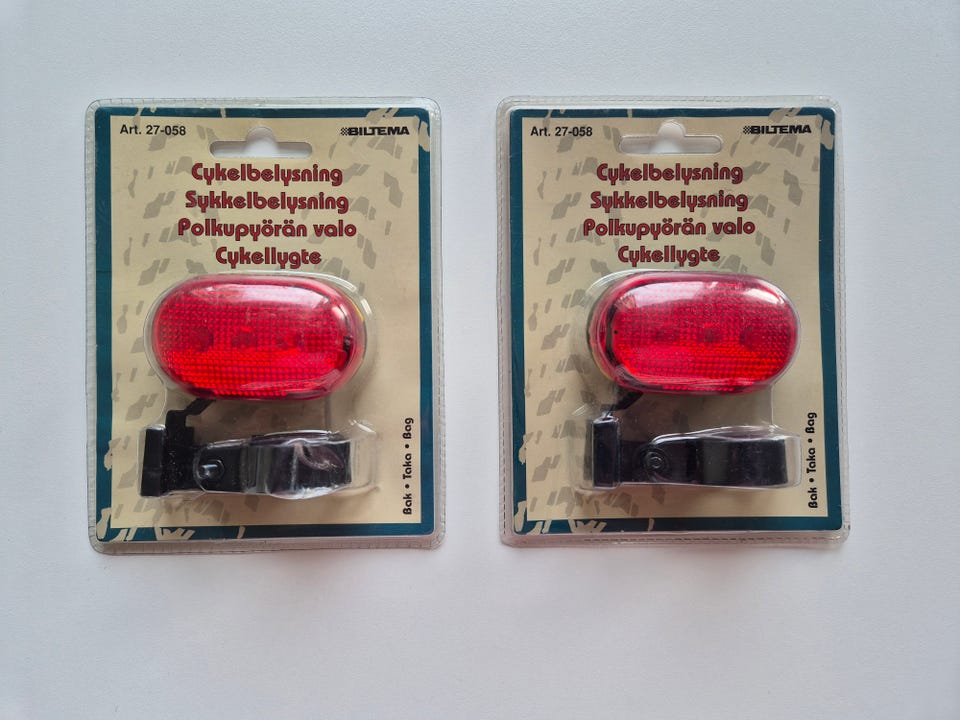 Art. 27-058 BILTEMA
Cykelbelysning
Sykkelbelysning
Polkupyörän valo
Cykellygte
Bak • Taka • Bag
Art. 27-058 BILTEMA
Cykelbelysning
Sykkelbelysning
Polkupyörän valo
Cykellygte
Bak • Taka • Bag